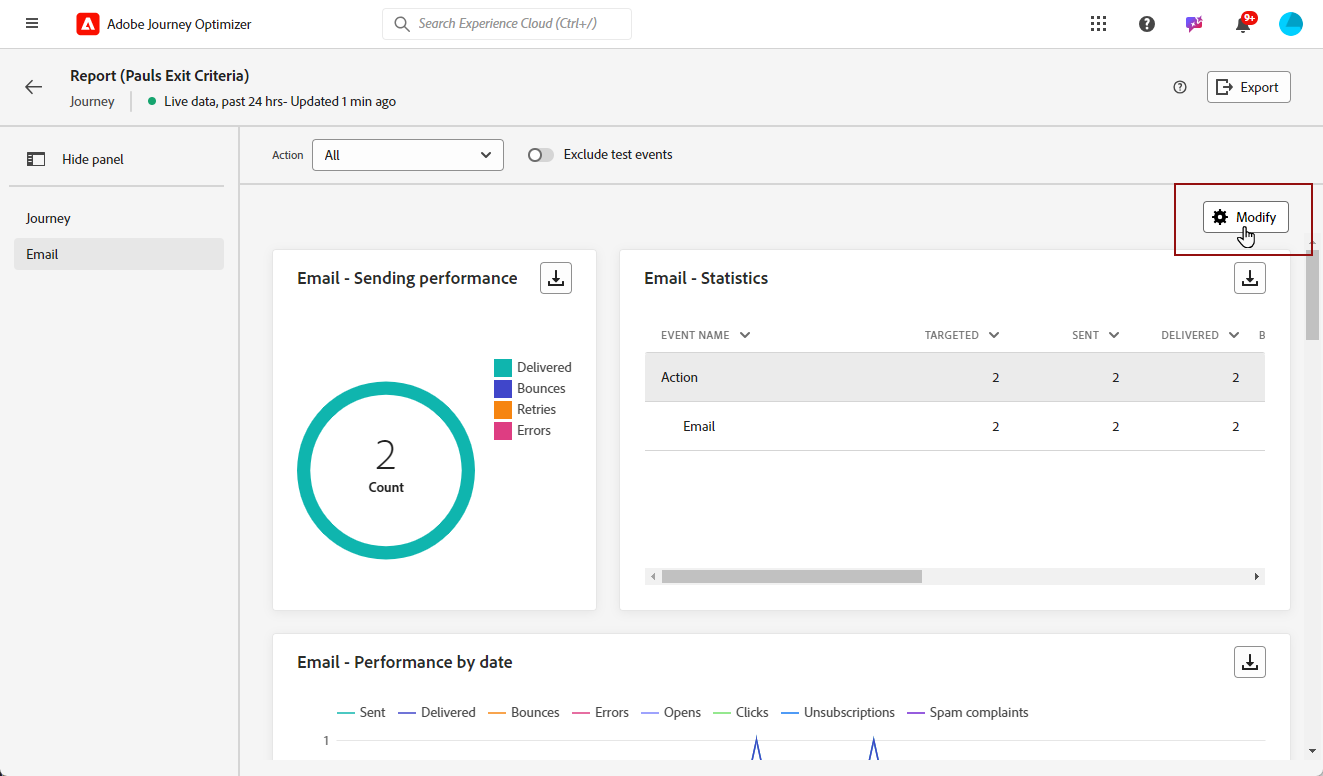 Adobe Journey Optimizer
Search Experience Cloud (Ctrl+/)
9+
Report (Pauls Exit Criteria)
Journey
Live data, past 24 hrs- Updated 1 min ago
Export
Hide panel
Action
All
Exclude test events
Journey
Email
Modify
Email - Sending performance
Delivered
Bounces
Retries
Errors
2
Count
Email - Statistics
EVENT NAME TARGETED SENT DELIVERED B
Action 2 2 2
Email 2 2 2
Email - Performance by date
Sent Delivered Bounces Errors Opens Clicks Unsubscriptions Spam complaints
1